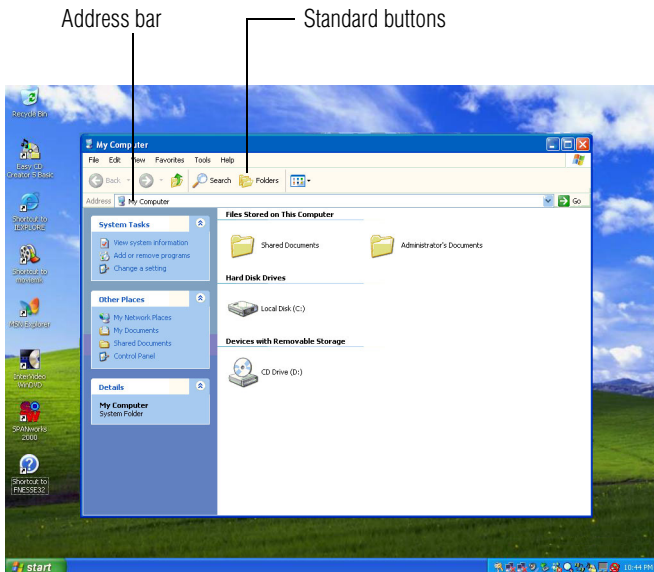 Address bar
Standard buttons
Recycle Bin
Easy CD
Creator 5 Basic
Shortcut to
IEXPLORE
Shortcut to
MSN Explorer
InterVideo
WinDVD
SPANworks
2000
Shortcut to
FNESSE32
My Computer
File Edit View Favorites Tools Help
Back Search Folders
Address My Computer Go
System Tasks
View system information
Add or remove programs
Change a setting
Other Places
My Network Places
My Documents
Shared Documents
Control Panel
Details
My Computer
System Folder
Files Stored on This Computer
Shared Documents
Administrator's Documents
Hard Disk Drives
Local Disk (C:)
Devices with Removable Storage
CD Drive (D:)
start
10:44 PM